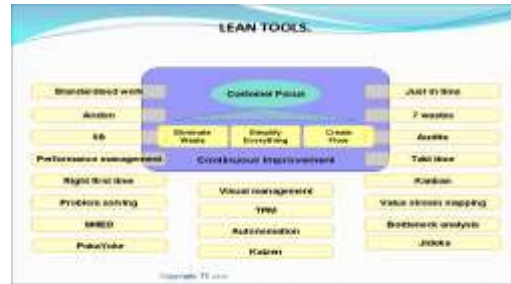 LEAN TOOLS.
Customer Focus
Eliminate Waste
Simplify Everything
Create Flow
Continuous Improvement
Standardised work
Andon
5S
Performance management
Right first time
Problem solving
SMED
PokaYoke
Visual management
TPM
Autonomation
Kaizen
Just in time
7 wastes
Audits
Takt time
Kanban
Value stream mapping
Bottleneck analysis
Jidoka
Copyright